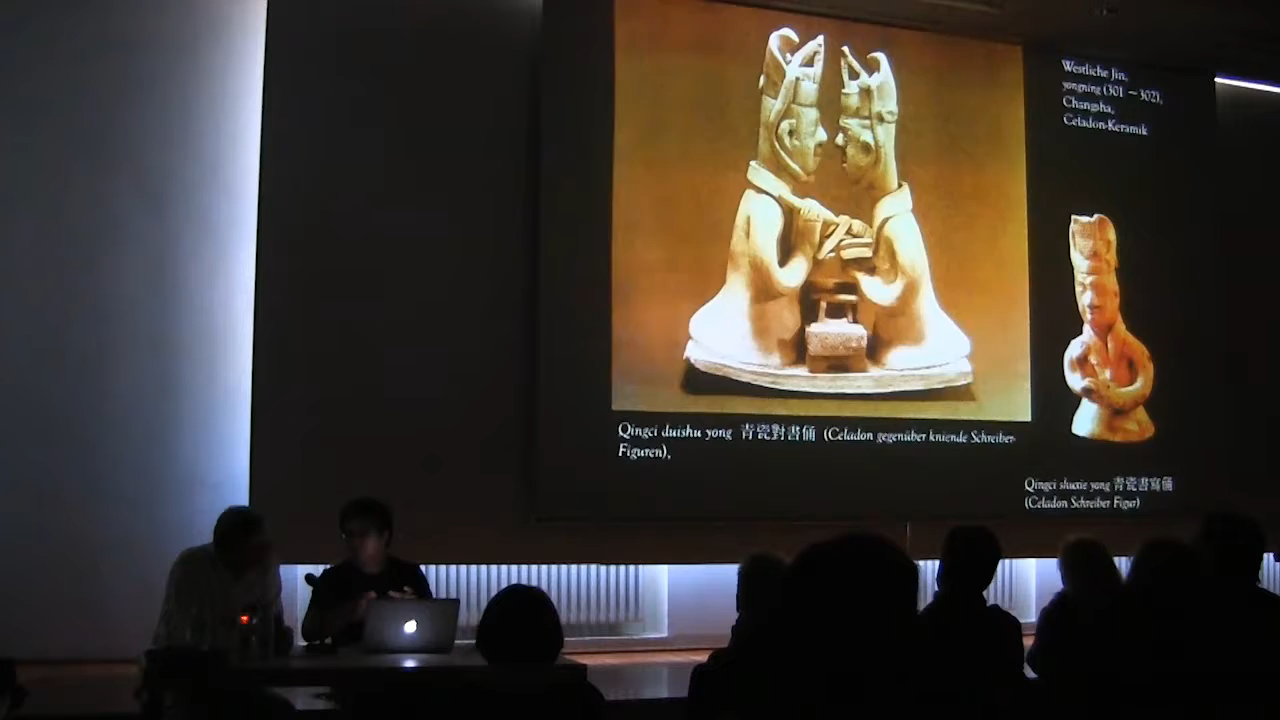 Westliche Jin,
yongning (301 – 302),
Changsha,
Celadon-Keramik
Qingci duishu yong 青瓷對書俑 (Celadon gegenüber kniende Schreiber-
Figuren),
Qingci shuxie yong 青瓷書寫俑
(Celadon Schreiber Figur)